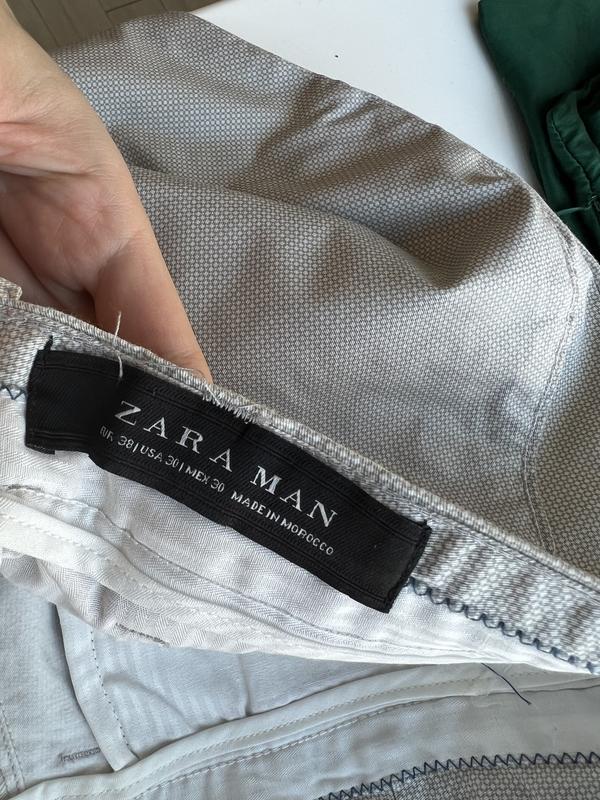 ZARA MAN
EUR 38 | USA 30 | MEX 30 MADE IN MOROCCO